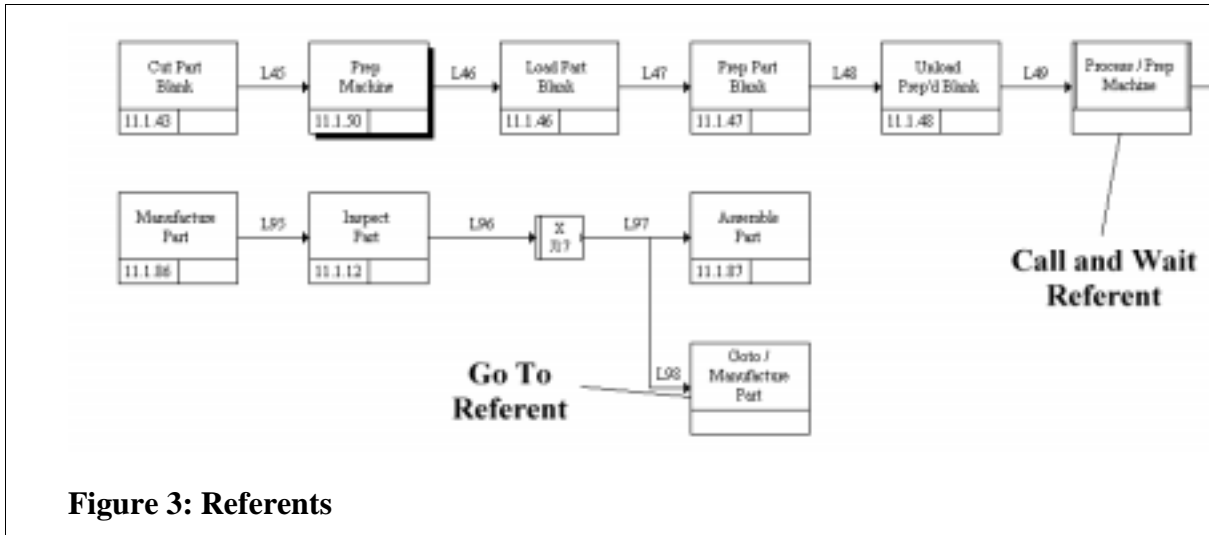 L45
L46
L47
L48
L49
Cut Part
Blank
11.1.43
Prep
Machine
11.1.50
Load Part
Blank
11.1.46
Prep Part
Blank
11.1.47
Unload
Prep'd Blank
11.1.48
Process / Prep
Machine
Manufacture
Part
11.1.86
L95
Inspect
Part
11.1.12
L96
X
L97
Assemble
Part
11.1.87
Call and Wait
Referent
L98
Goto /
Manufacture
Part
Go To
Referent
Figure 3: Referents